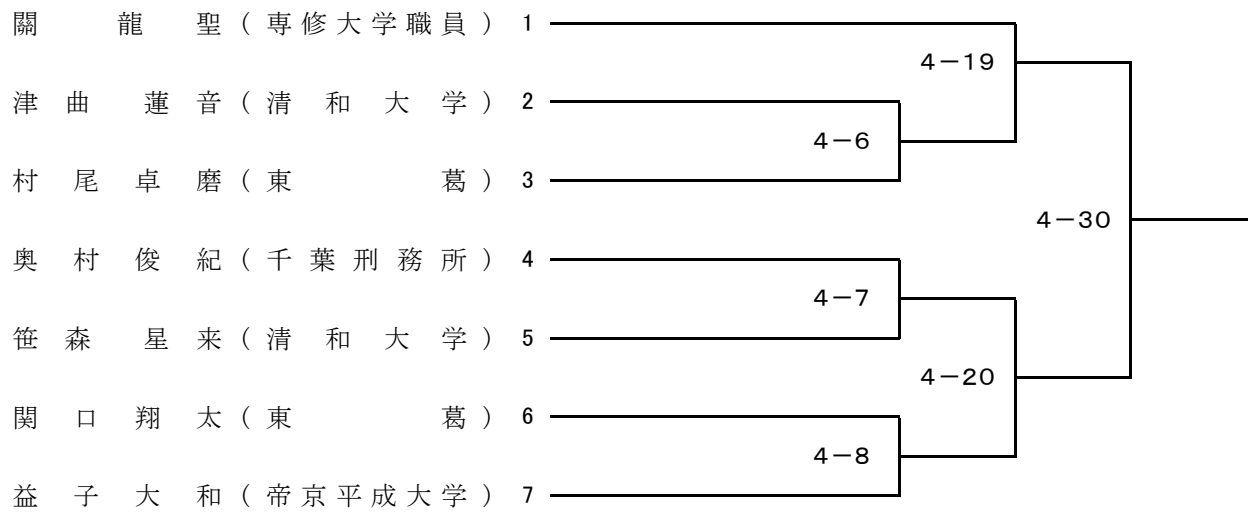 關龍聖(専修大学職員) 1
4-19
津曲蓮音(清和大学) 2
4-6
村尾卓磨(東葛) 3
4-30
奥村俊紀(千葉刑務所) 4
4-7
笹森星来(清和大学) 5
4-20
関口翔太(東葛) 6
4-8
益子大和(帝京平成大学) 7